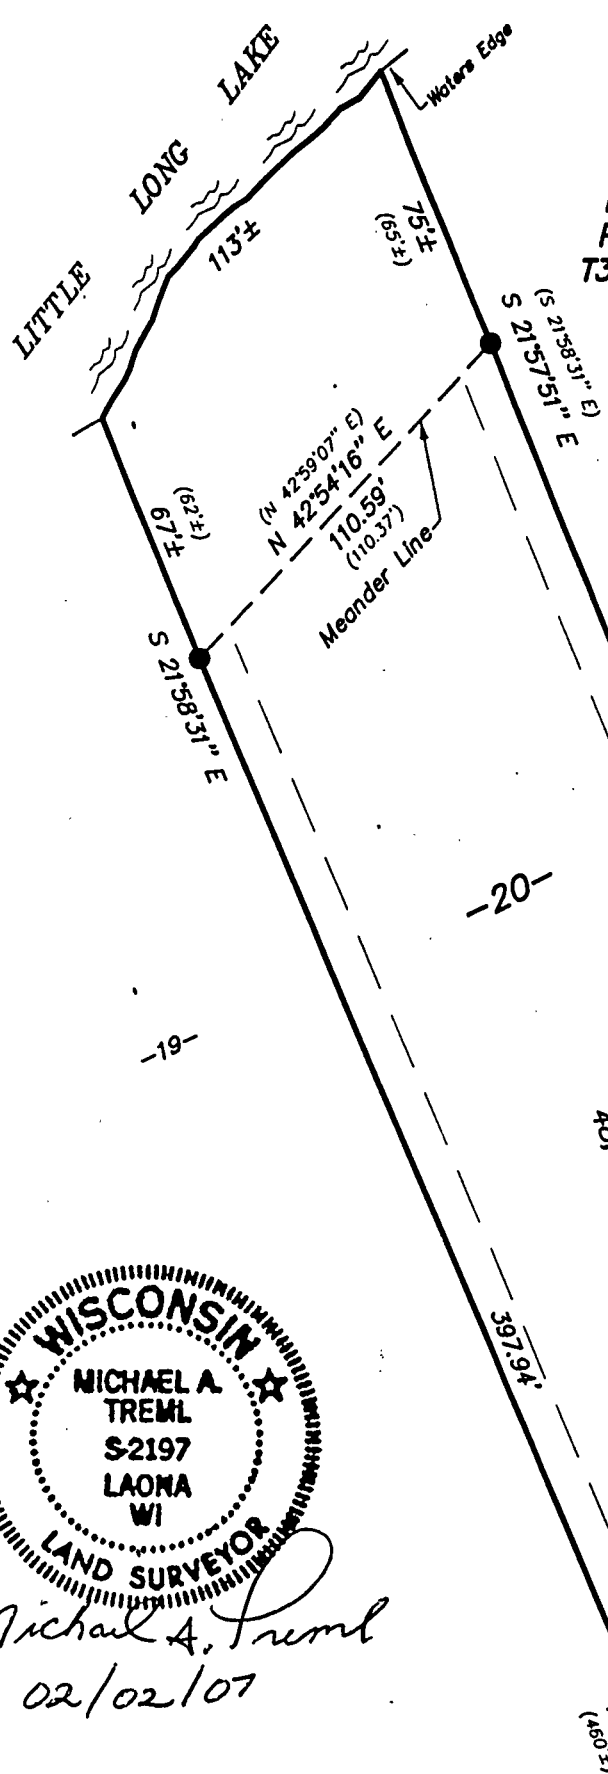 LITTLE LONG LAKE
Waters Edge
113'±
75'±
(65'±)
(S 21°58'31" E)
S 21°57'51" E
(N 42°59'07" E)
N 42°54'16" E
110.59'
(110.37')
Meander Line
(62'±)
67'±
S 21°58'31" E
-20-
-19-
397.94'
WISCONSIN
MICHAEL A.
TREML
S-2197
LAONA
WI
LAND SURVEYOR
Michael A. Treml
02/02/07
(460'±)